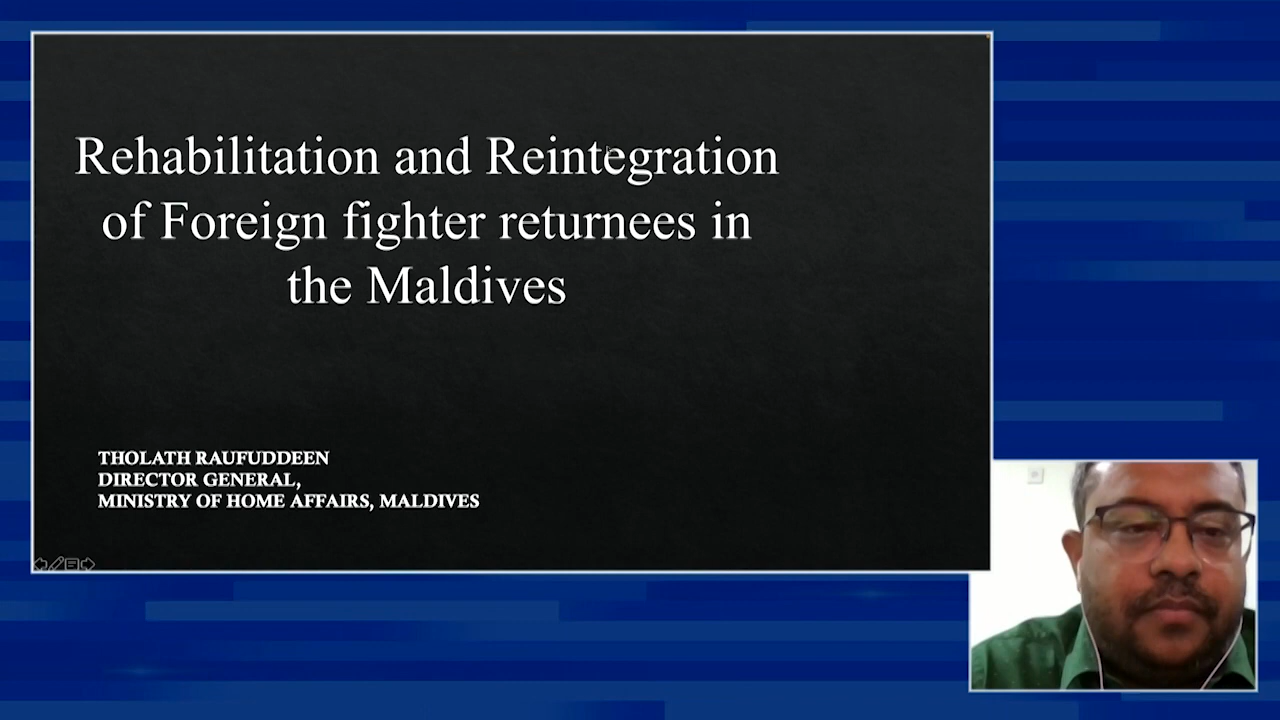 Rehabilitation and Reintegration
of Foreign fighter returnees in
the Maldives
THOLATH RAUFUDDEEN
DIRECTOR GENERAL,
MINISTRY OF HOME AFFAIRS, MALDIVES